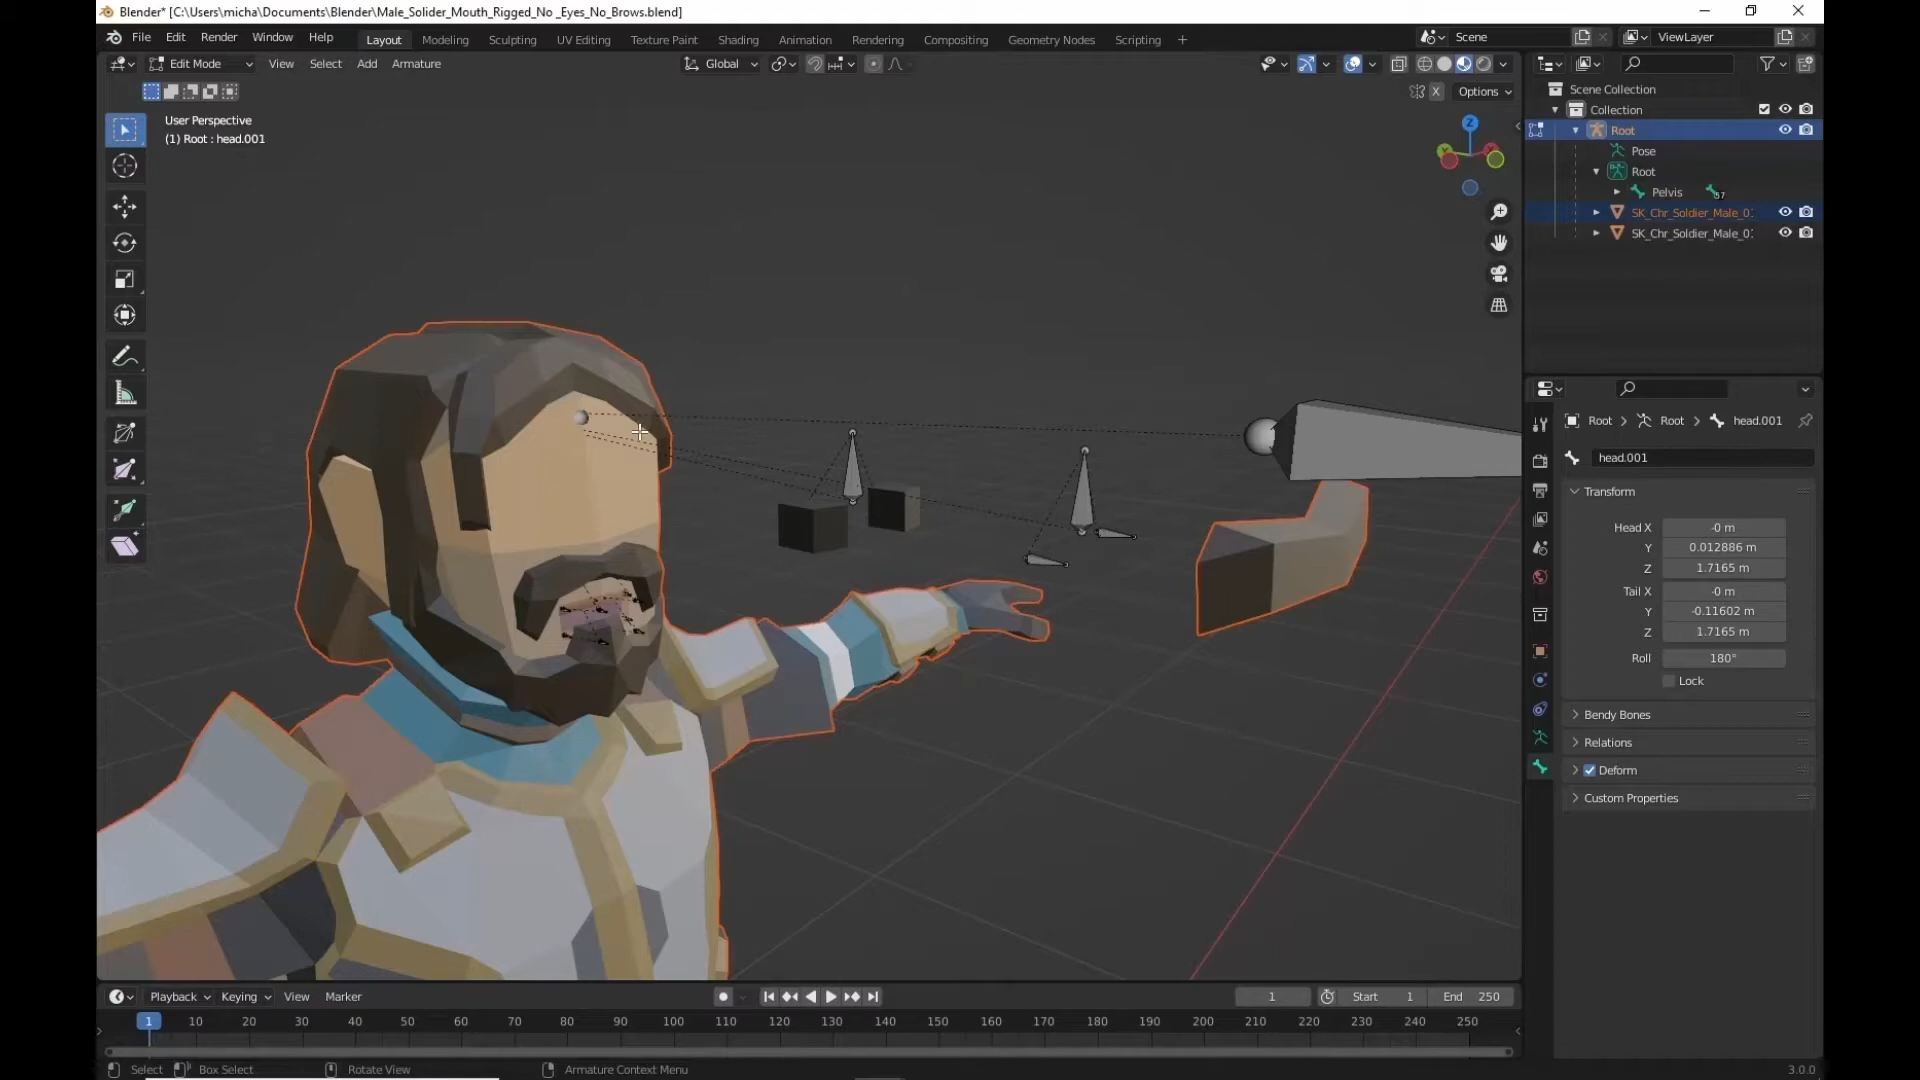 Blender* [C:\Users\micha\Documents\Blender\Male_Solider_Mouth_Rigged_No _Eyes_No_Brows.blend]
File Edit Render Window Help Layout Modeling Sculpting UV Editing Texture Paint Shading Animation Rendering Compositing Geometry Nodes Scripting + Scene ViewLayer
Edit Mode View Select Add Armature Global
X Options
User Perspective
(1) Root : head.001
Z
Scene Collection
Collection
Root
Pose
Root
Pelvis 57
SK_Chr_Soldier_Male_0
SK_Chr_Soldier_Male_0
Root > Root > head.001
head.001
Transform
Head X -0 m
Y 0.012886 m
Z 1.7165 m
Tail X -0 m
Y -0.11602 m
Z 1.7165 m
Roll 180°
Lock
Bendy Bones
Relations
Deform
Custom Properties
Playback Keying View Marker 1 Start 1 End 250
1 10 20 30 40 50 60 70 80 90 100 110 120 130 140 150 160 170 180 190 200 210 220 230 240 250
Select Box Select Rotate View Armature Context Menu 3.0.0